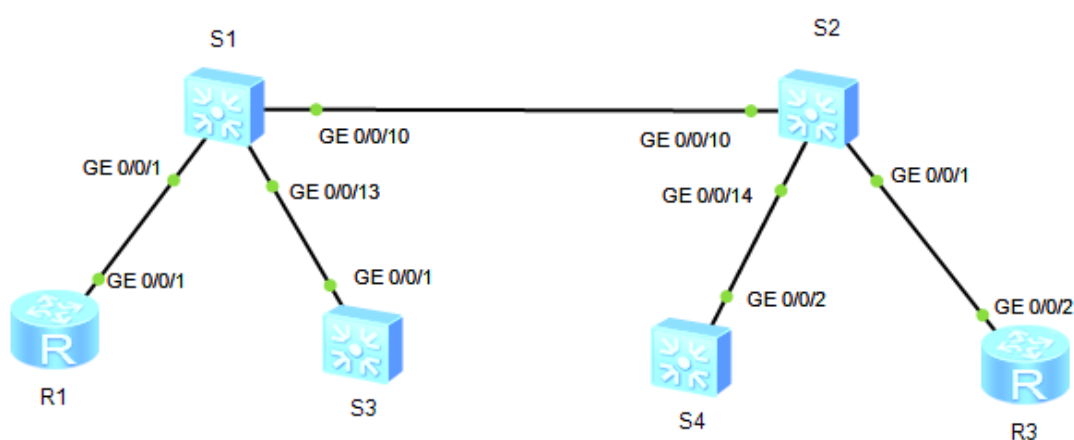 S1
S2
GE 0/0/10
GE 0/0/10
GE 0/0/1
GE 0/0/13
GE 0/0/14
GE 0/0/1
GE 0/0/1
GE 0/0/1
GE 0/0/2
GE 0/0/2
R
R
R1
S3
S4
R3